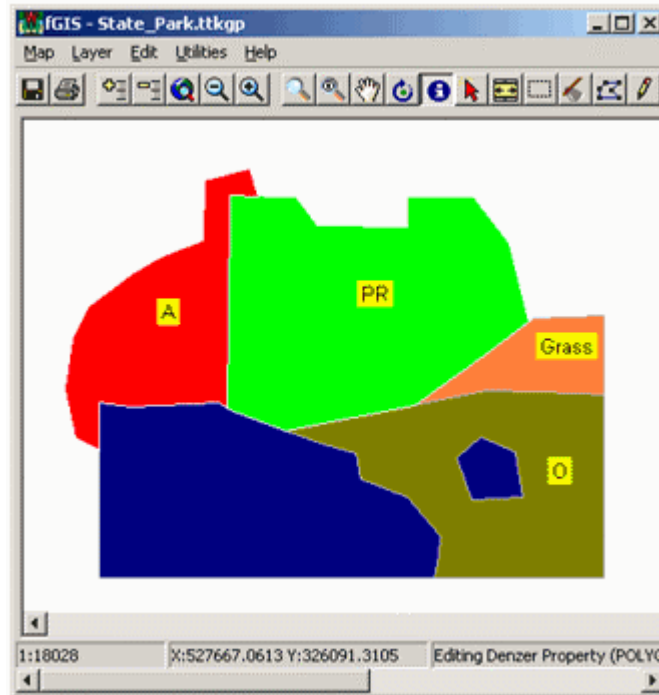 fGIS - State_Park.ttkgp
Map Layer Edit Utilities Help
PR
A
Grass
O
1:18028 X:527667.0613 Y:326091.3105 Editing Denzer Property (POLYG